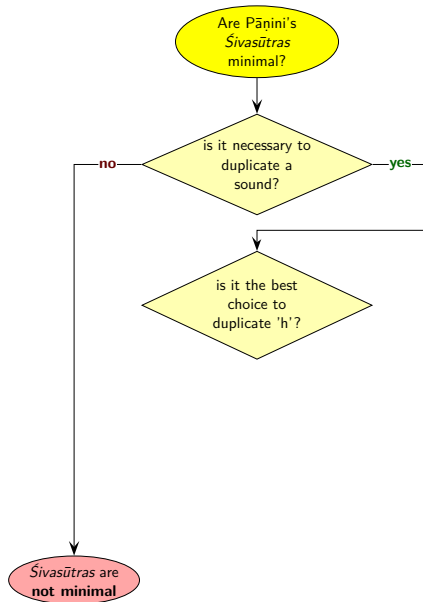 Are Pāṇini's
Śivasūtras
minimal?
is it necessary to
duplicate a
sound?
no
yes
is it the best
choice to
duplicate 'h'?
Śivasūtras are
not minimal